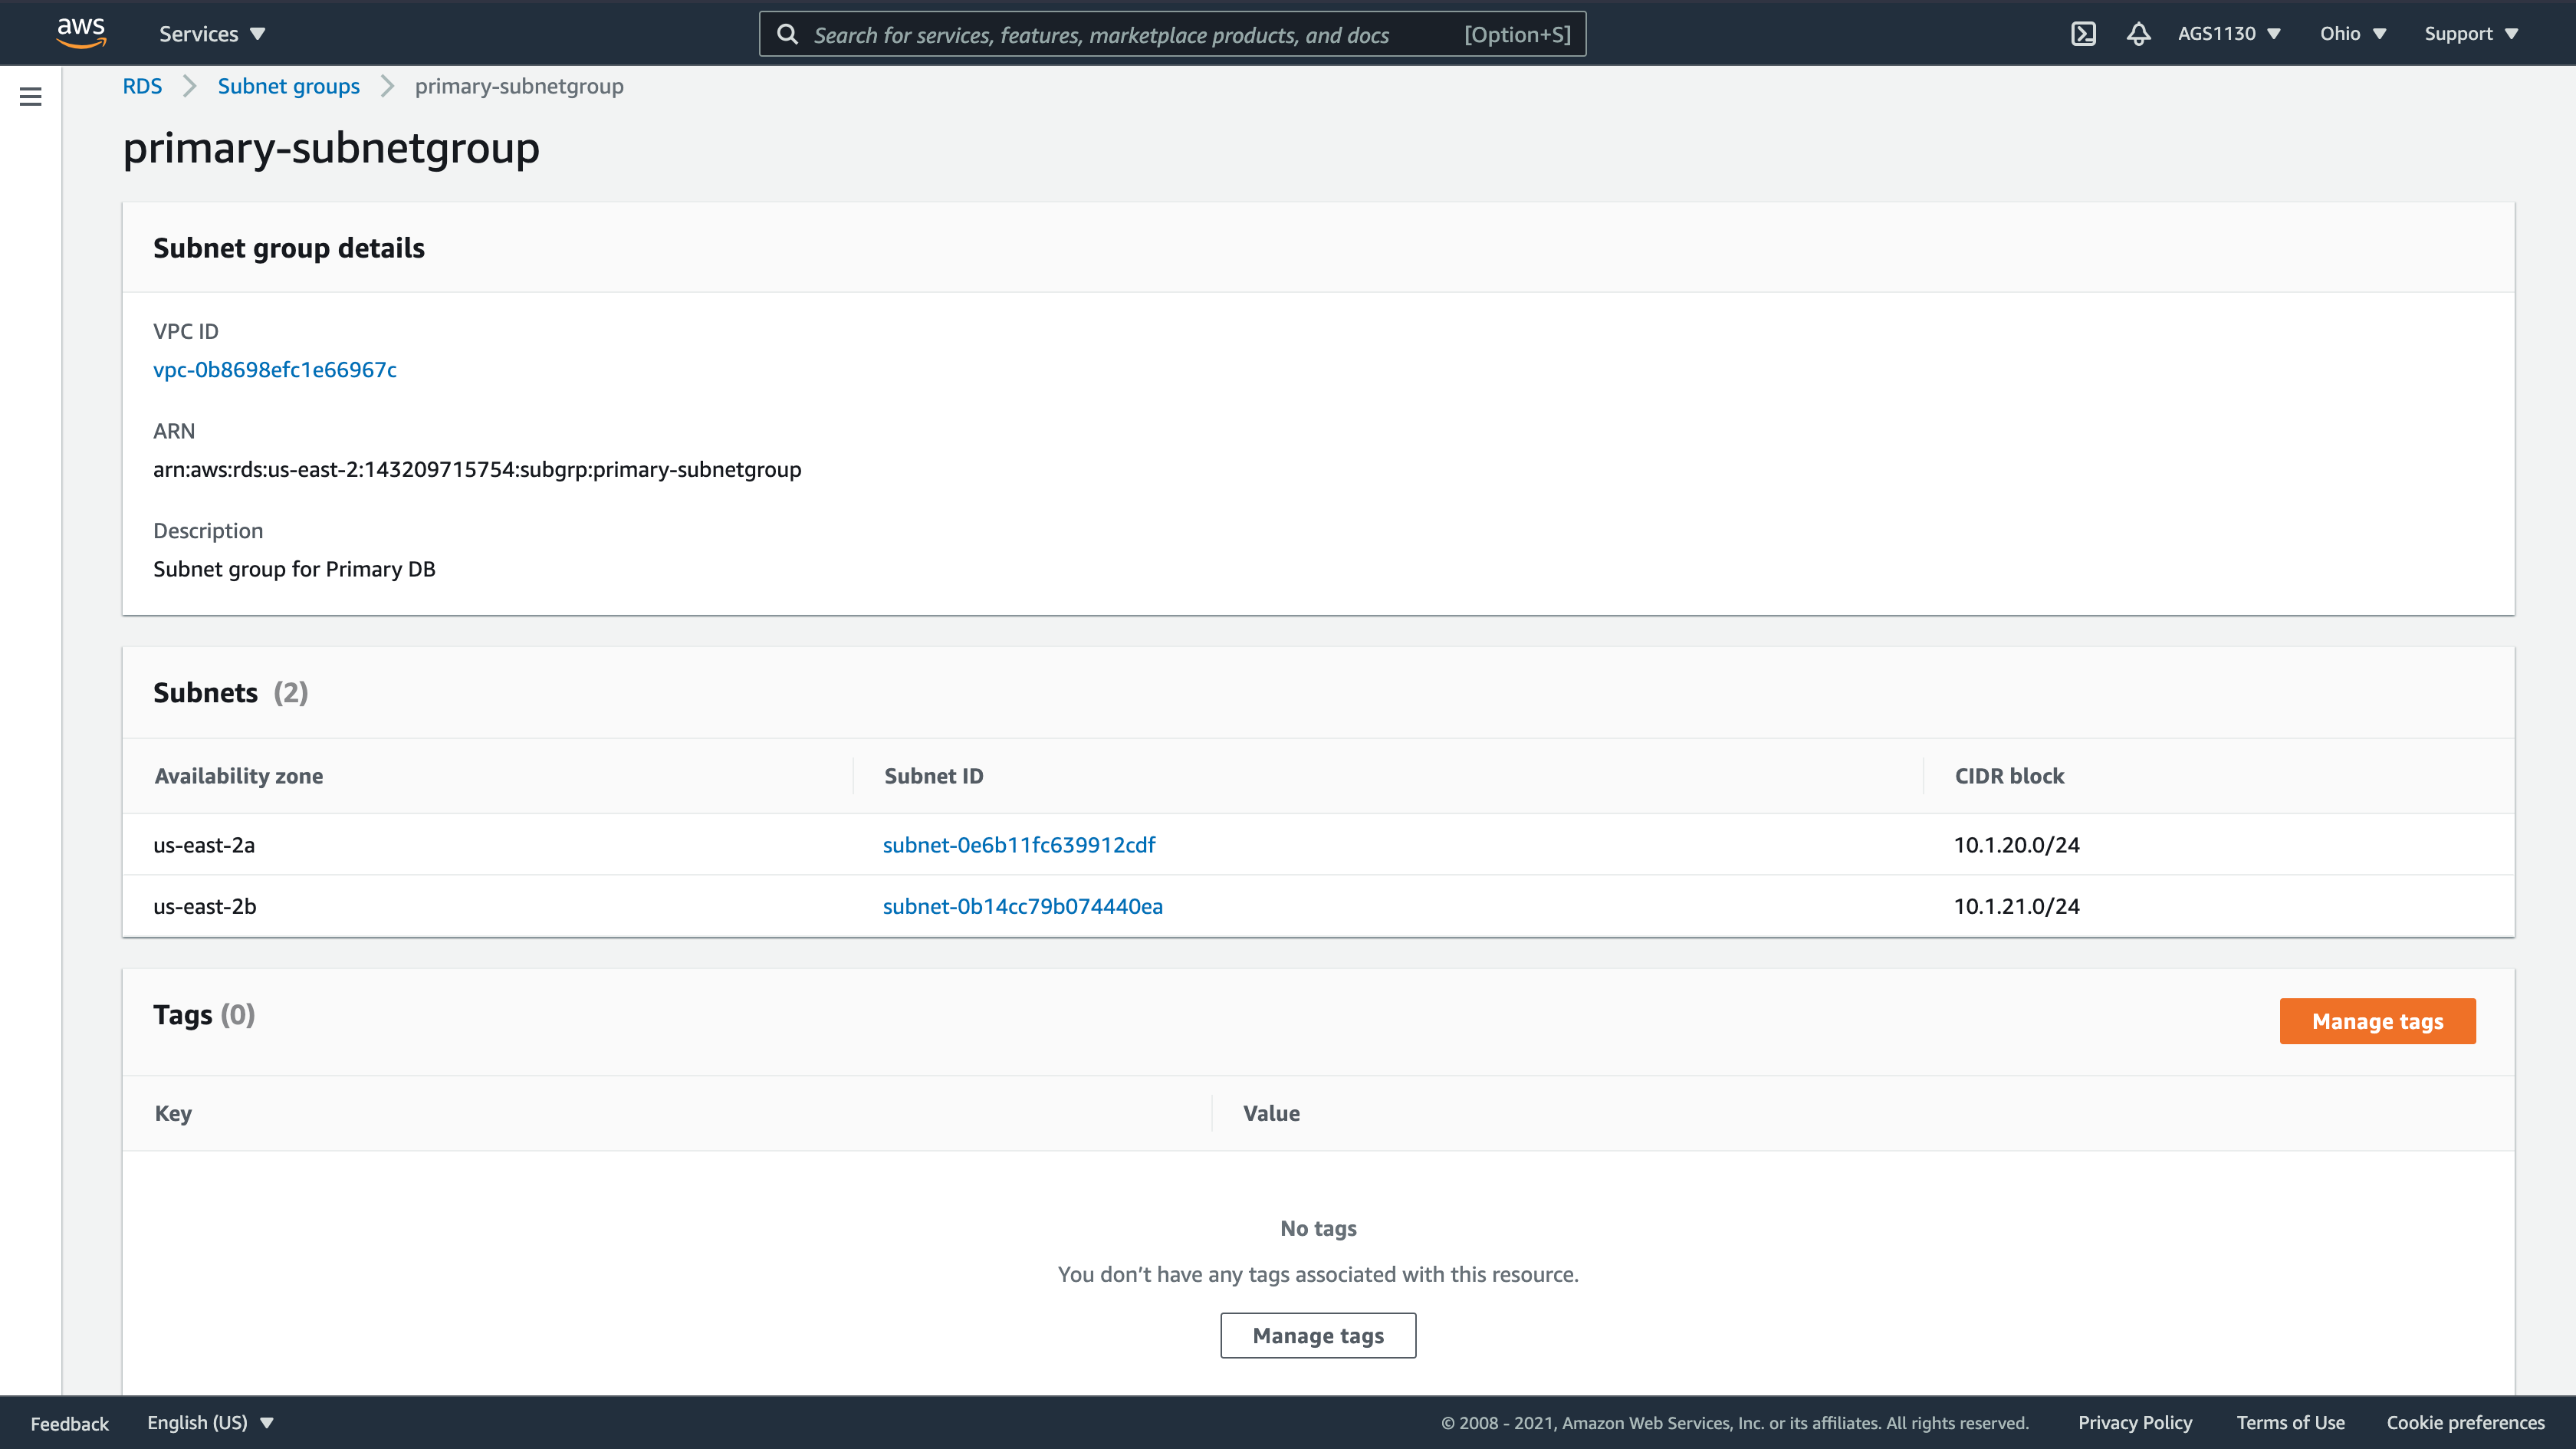 aws Services Search for services, features, marketplace products, and docs [Option+S] AGS1130 Ohio Support
RDS Subnet groups primary-subnetgroup
primary-subnetgroup
Subnet group details
VPC ID
vpc-0b8698efc1e66967c
ARN
arn:aws:rds:us-east-2:143209715754:subgrp:primary-subnetgroup
Description
Subnet group for Primary DB
Subnets (2)
Availability zone Subnet ID CIDR block
us-east-2a subnet-0e6b11fc639912cdf 10.1.20.0/24
us-east-2b subnet-0b14cc79b074440ea 10.1.21.0/24
Tags (0) Manage tags
Key Value
No tags
You don’t have any tags associated with this resource.
Manage tags
Feedback English (US) © 2008 - 2021, Amazon Web Services, Inc. or its affiliates. All rights reserved. Privacy Policy Terms of Use Cookie preferences